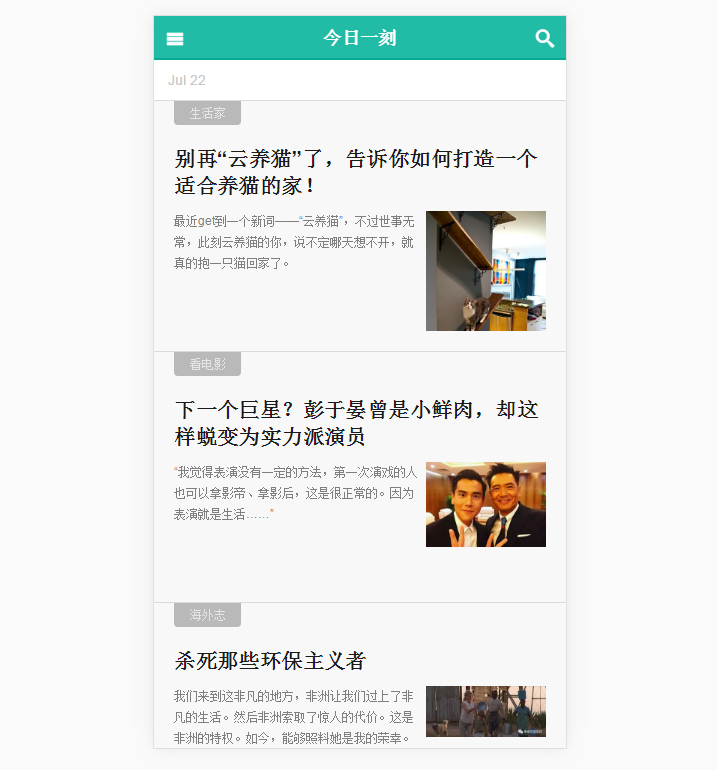 今日一刻
Jul 22
生活家
别再“云养猫”了，告诉你如何打造一个
适合养猫的家！
最近get到一个新词——“云养猫”，不过世事无
常，此刻云养猫的你，说不定哪天想不开，就
真的抱一只猫回家了。
看电影
下一个巨星？彭于晏曾是小鲜肉，却这
样蜕变为实力派演员
“我觉得表演没有一定的方法，第一次演戏的人
也可以拿影帝、拿影后，这是很正常的。因为
表演就是生活……”
海外志
杀死那些环保主义者
我们来到这非凡的地方，非洲让我们过上了非
凡的生活。然后非洲索取了惊人的代价。这是
非洲的特权。如今，能够照料她是我的荣幸。